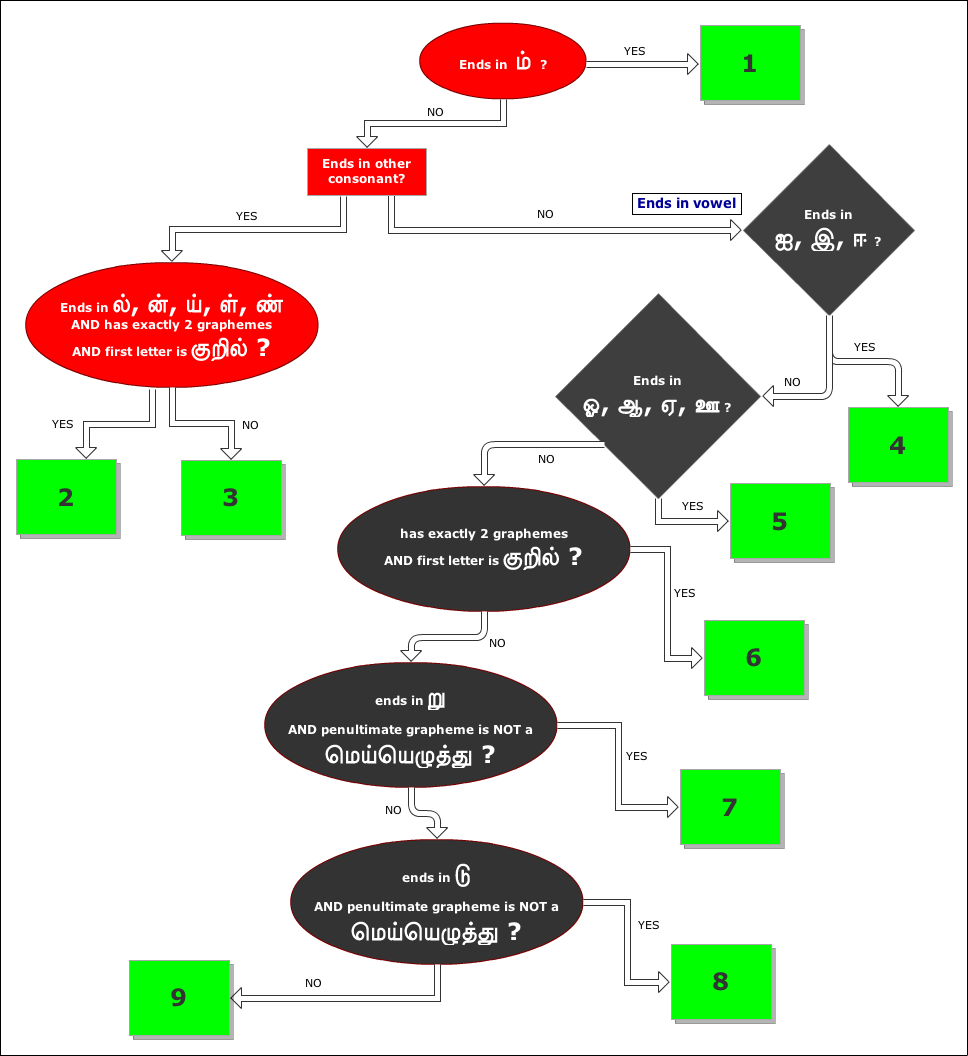 Ends in ம் ?
YES
1
NO
Ends in other
consonant?
YES
NO
Ends in vowel
Ends in
ஐ, இ, ஈ ?
Ends in ல், ன், ய், ள், ண்
AND has exactly 2 graphemes
AND first letter is குறில் ?
YES
NO
2
3
YES
4
NO
Ends in
ஓ, ஆ, ஏ, ஊ ?
NO
YES
5
has exactly 2 graphemes
AND first letter is குறில் ?
YES
6
NO
ends in று
AND penultimate grapheme is NOT a
மெய்யெழுத்து ?
YES
7
NO
ends in டு
AND penultimate grapheme is NOT a
மெய்யெழுத்து ?
YES
8
NO
9